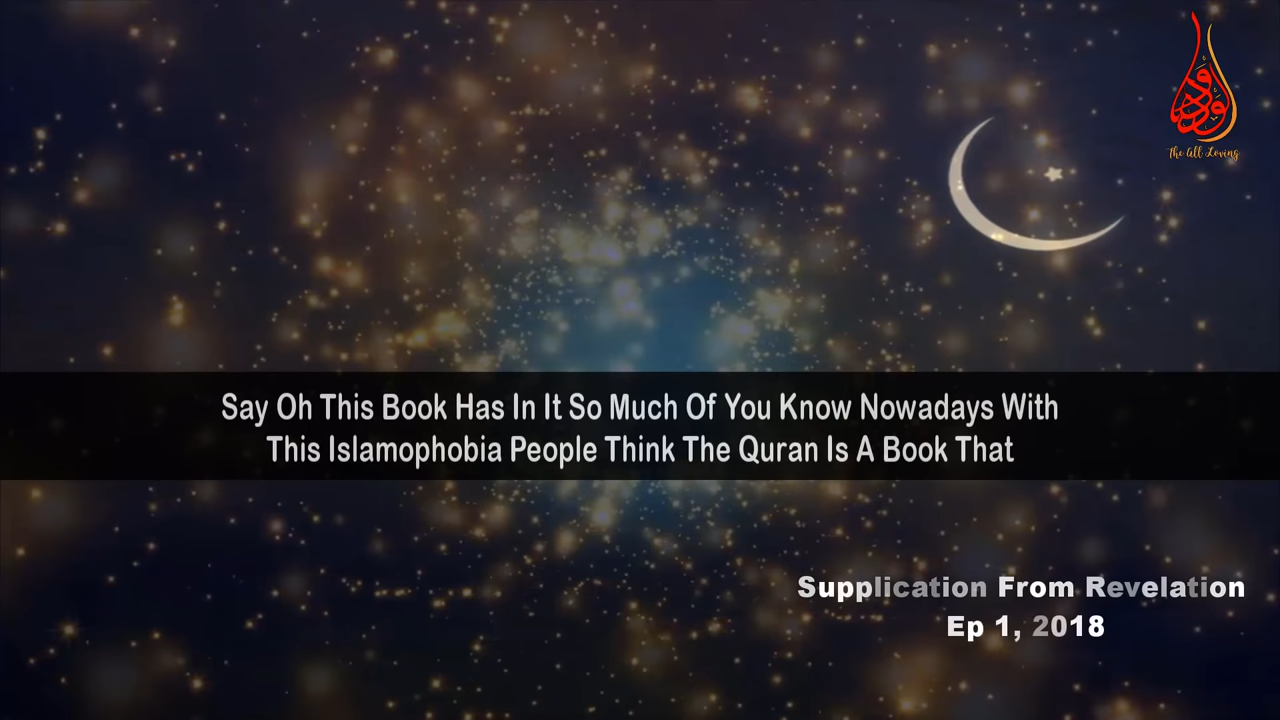 The All Loving
Say Oh This Book Has In It So Much Of You Know Nowadays With
This Islamophobia People Think The Quran Is A Book That
Supplication From Revelation
Ep 1, 2018